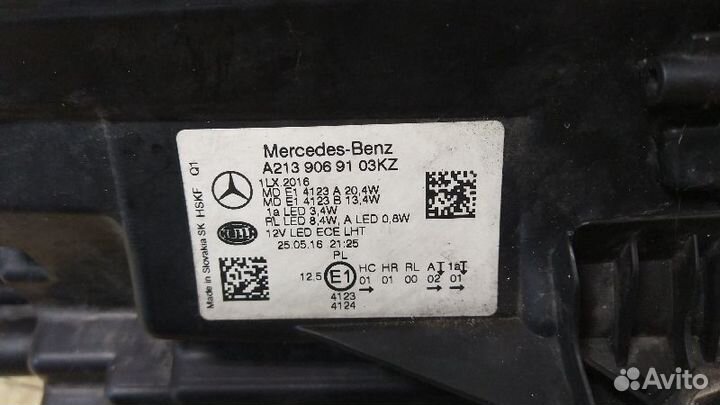 Mercedes-Benz
A213 906 91 03KZ
1LX 2016
MD E1 4123 A 20,4W
MD E1 4123 B 13,4W
1a LED 3,4W
RL LED 8,4W, A LED 0,8W
12V LED ECE LHT
25.05.16 21:25
PL
12.5 E1 HC HR RL A 1a
01 01 00 02 01
4123
4124
Made in Slovakia SK HSKF Q1
HELLA
Avito